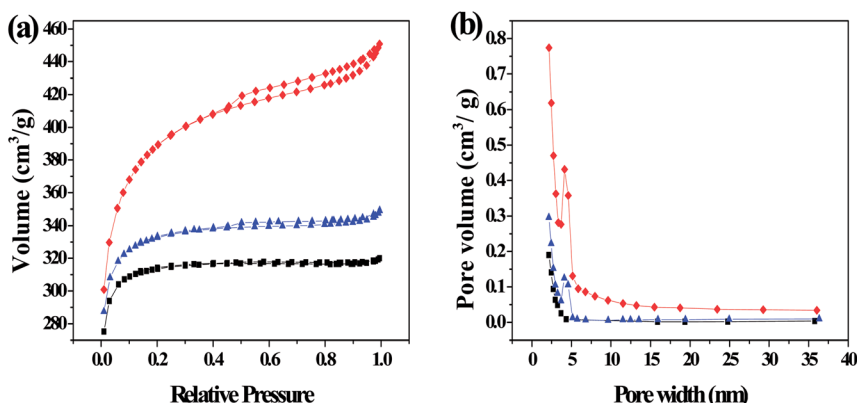 (a)
Volume (cm³/g)
460
440
420
400
380
360
340
320
300
280
0.0 0.2 0.4 0.6 0.8 1.0
Relative Pressure
(b)
Pore volume (cm³/ g)
0.8
0.7
0.6
0.5
0.4
0.3
0.2
0.1
0.0
0 5 10 15 20 25 30 35 40
Pore width (nm)